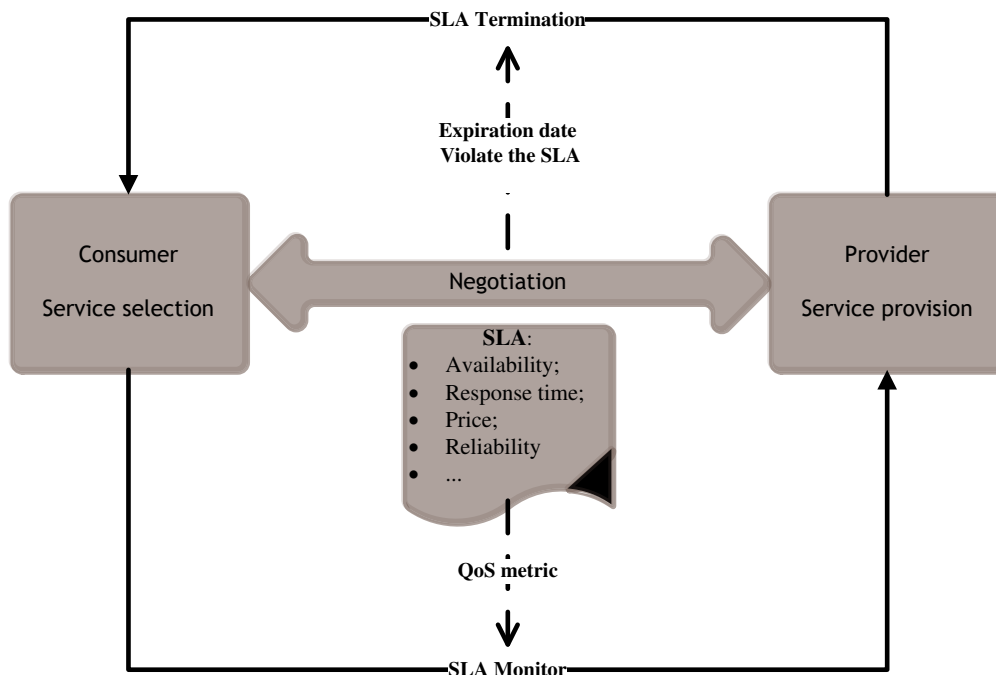 SLA Termination
Expiration date
Violate the SLA
Consumer
Service selection
Negotiation
Provider
Service provision
SLA:
• Availability;
• Response time;
• Price;
• Reliability
• ...
QoS metric
SLA Monitor